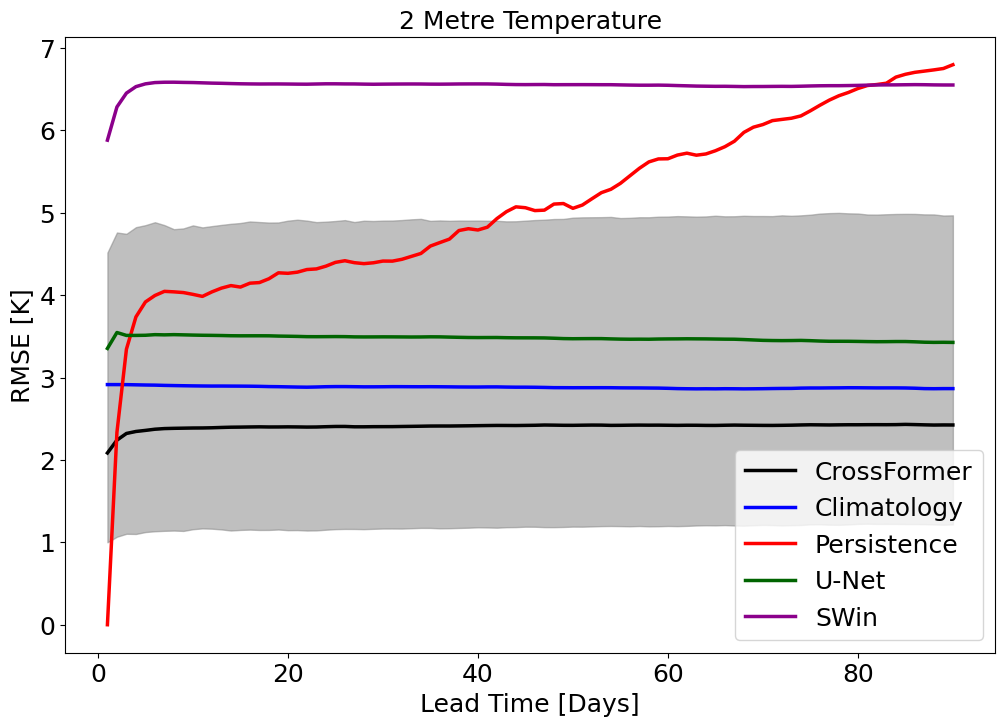 2 Metre Temperature
RMSE [K]
7
6
5
4
3
2
1
0
0 20 40 60 80
Lead Time [Days]
CrossFormer
Climatology
Persistence
U-Net
SWin